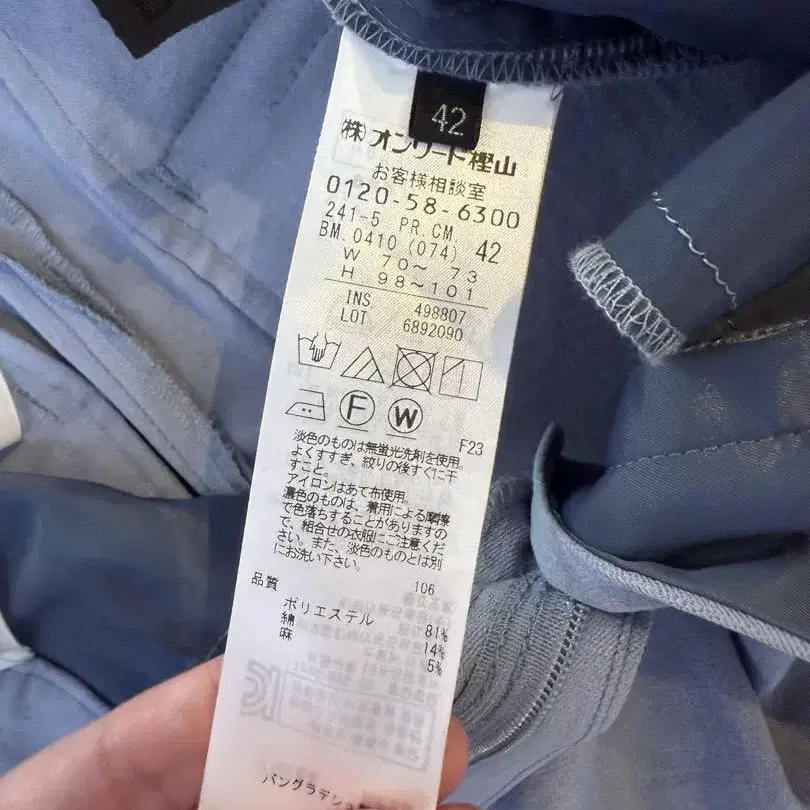 42
(株)オンワード樫山
お客様相談室
0120-58-6300
241-5 PR.CM.
BM.0410 (074) 42
W 70～ 73
H 98～101
INS 498807
LOT 6892090
F W
F23
淡色のものは無蛍光洗剤を使用。
よくすすぎ、絞りの後すぐに干
すこと。
アイロンはあて布使用。
濃色のものは、着用による摩擦
で色落ちすることがありますの
で、組合せの衣服にご注意くだ
さい。また、淡色のものとは別
にお洗い下さい。
品質 106
ポリエステル 81%
綿 14%
麻 5%